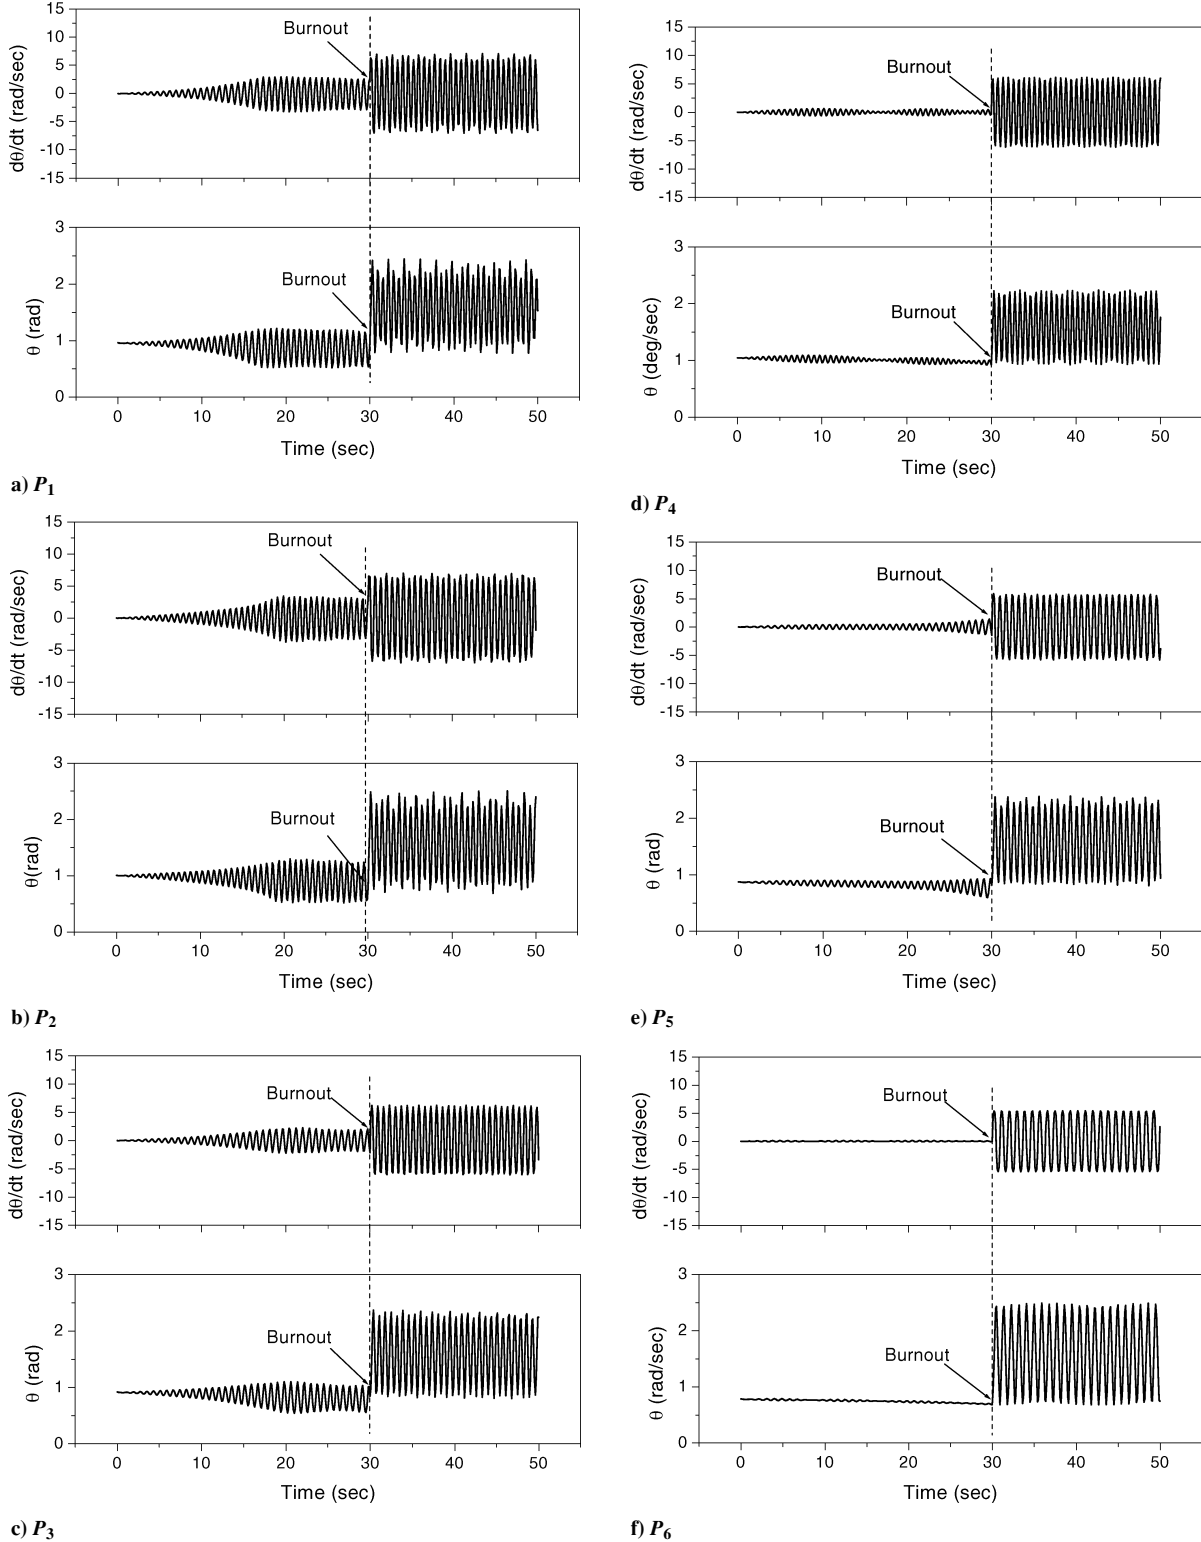 15
10
5
0
-5
-10
-15
dθ/dt (rad/sec)
Burnout
3
2
1
0
θ (rad)
Burnout
0 10 20 30 40 50
Time (sec)
a) P1
15
10
5
0
-5
-10
-15
dθ/dt (rad/sec)
Burnout
3
2
1
0
θ(rad)
Burnout
0 10 20 30 40 50
Time (sec)
b) P2
15
10
5
0
-5
-10
-15
dθ/dt (rad/sec)
Burnout
3
2
1
0
θ (rad)
Burnout
0 10 20 30 40 50
Time (sec)
c) P3
15
10
5
0
-5
-10
-15
dθ/dt (rad/sec)
Burnout
3
2
1
0
θ (deg/sec)
Burnout
0 10 20 30 40 50
Time (sec)
d) P4
15
10
5
0
-5
-10
-15
dθ/dt (rad/sec)
Burnout
3
2
1
0
θ (rad)
Burnout
0 10 20 30 40 50
Time (sec)
e) P5
15
10
5
0
-5
-10
-15
dθ/dt (rad/sec)
Burnout
3
2
1
0
θ (rad/sec)
Burnout
0 10 20 30 40 50
Time (sec)
f) P6